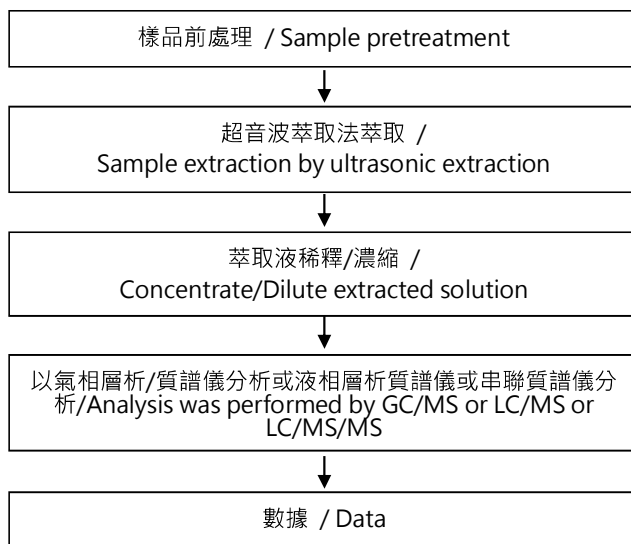 樣品前處理 / Sample pretreatment
超音波萃取法萃取 /
Sample extraction by ultrasonic extraction
萃取液稀釋/濃縮 /
Concentrate/Dilute extracted solution
以氣相層析/質譜儀分析或液相層析質譜儀或串聯質譜儀分
析/Analysis was performed by GC/MS or LC/MS or
LC/MS/MS
數據 / Data